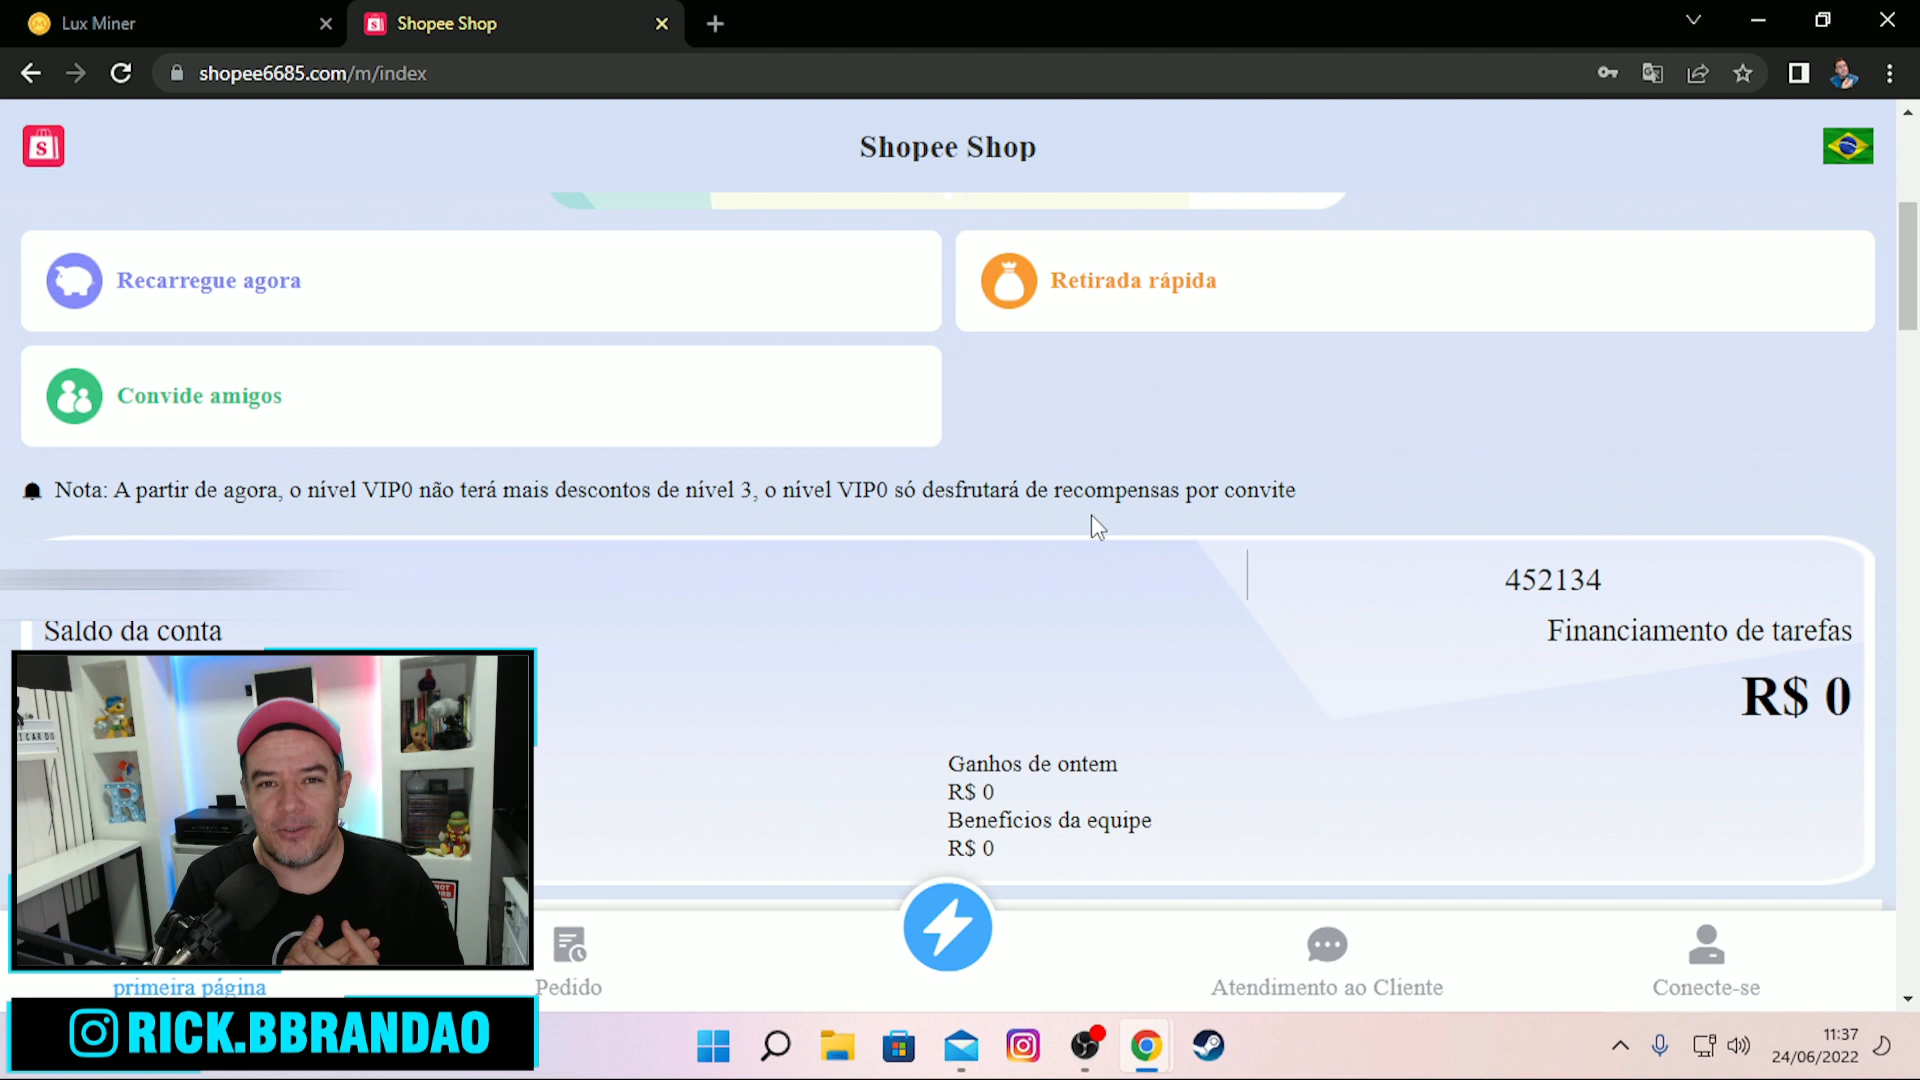 Lux Miner
Shopee Shop
shopee6685.com/m/index
Shopee Shop
Recarregue agora
Retirada rápida
Convide amigos
Nota: A partir de agora, o nível VIP0 não terá mais descontos de nível 3, o nível VIP0 só desfrutará de recompensas por convite
452134
Saldo da conta
Financiamento de tarefas
R$ 0
Ganhos de ontem
R$ 0
Benefícios da equipe
R$ 0
primeira página
Pedido
Atendimento ao Cliente
Conecte-se
RICK.BBRANDAO
11:37
24/06/2022